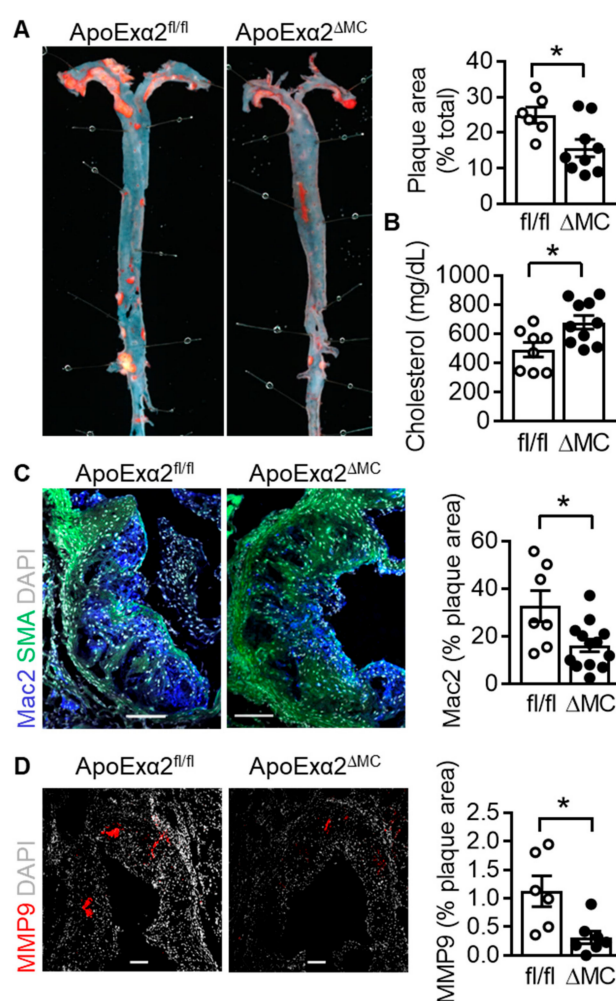 A
ApoExα2fl/fl
ApoExα2ΔMC
Plaque area
(% total)
40
30
20
10
0
*
fl/fl ΔMC
B
Cholesterol (mg/dL)
1000
800
600
400
200
0
*
fl/fl ΔMC
C
ApoExα2fl/fl
ApoExα2ΔMC
Mac2 SMA DAPI
Mac2 (% plaque area)
60
40
20
0
*
fl/fl ΔMC
D
ApoExα2fl/fl
ApoExα2ΔMC
MMP9 DAPI
MMP9 (% plaque area)
2.5
2.0
1.5
1.0
0.5
0.0
*
fl/fl ΔMC